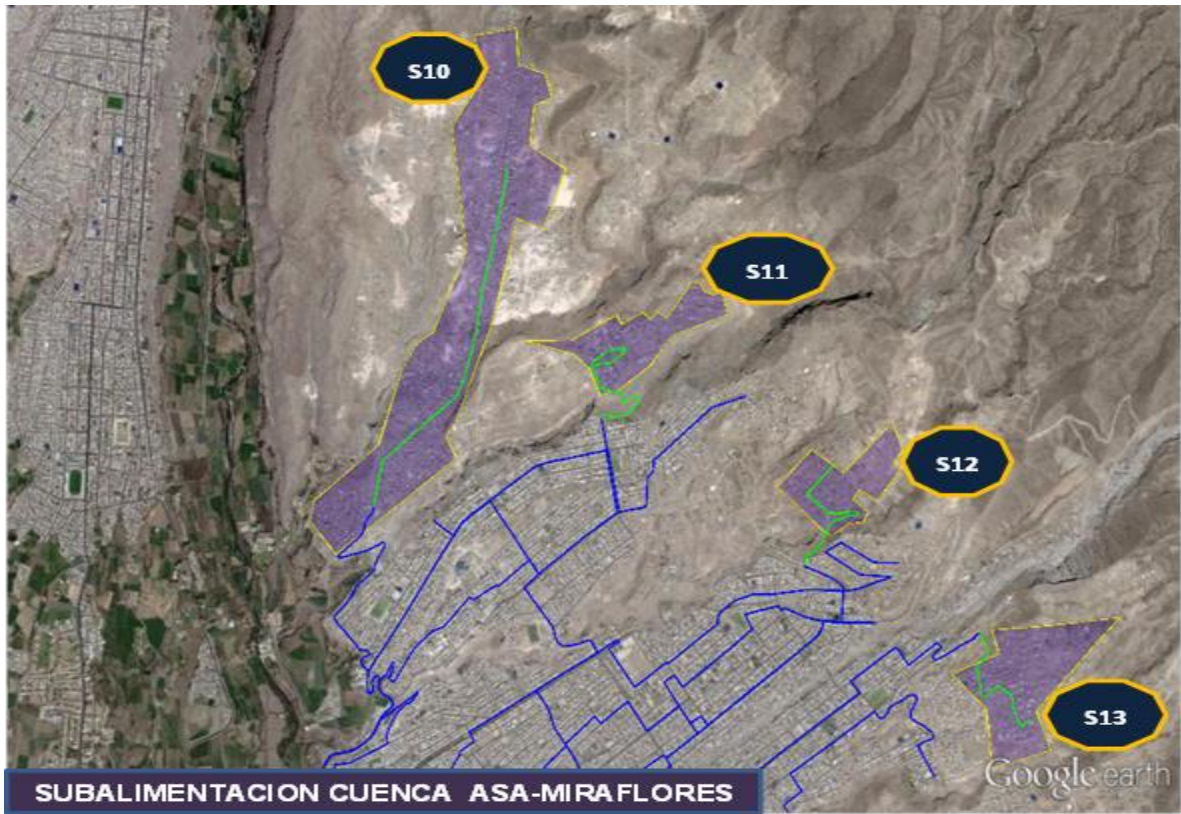 S10
S11
S12
S13
Google earth
SUBALIMENTACION CUENCA ASA-MIRAFLORES